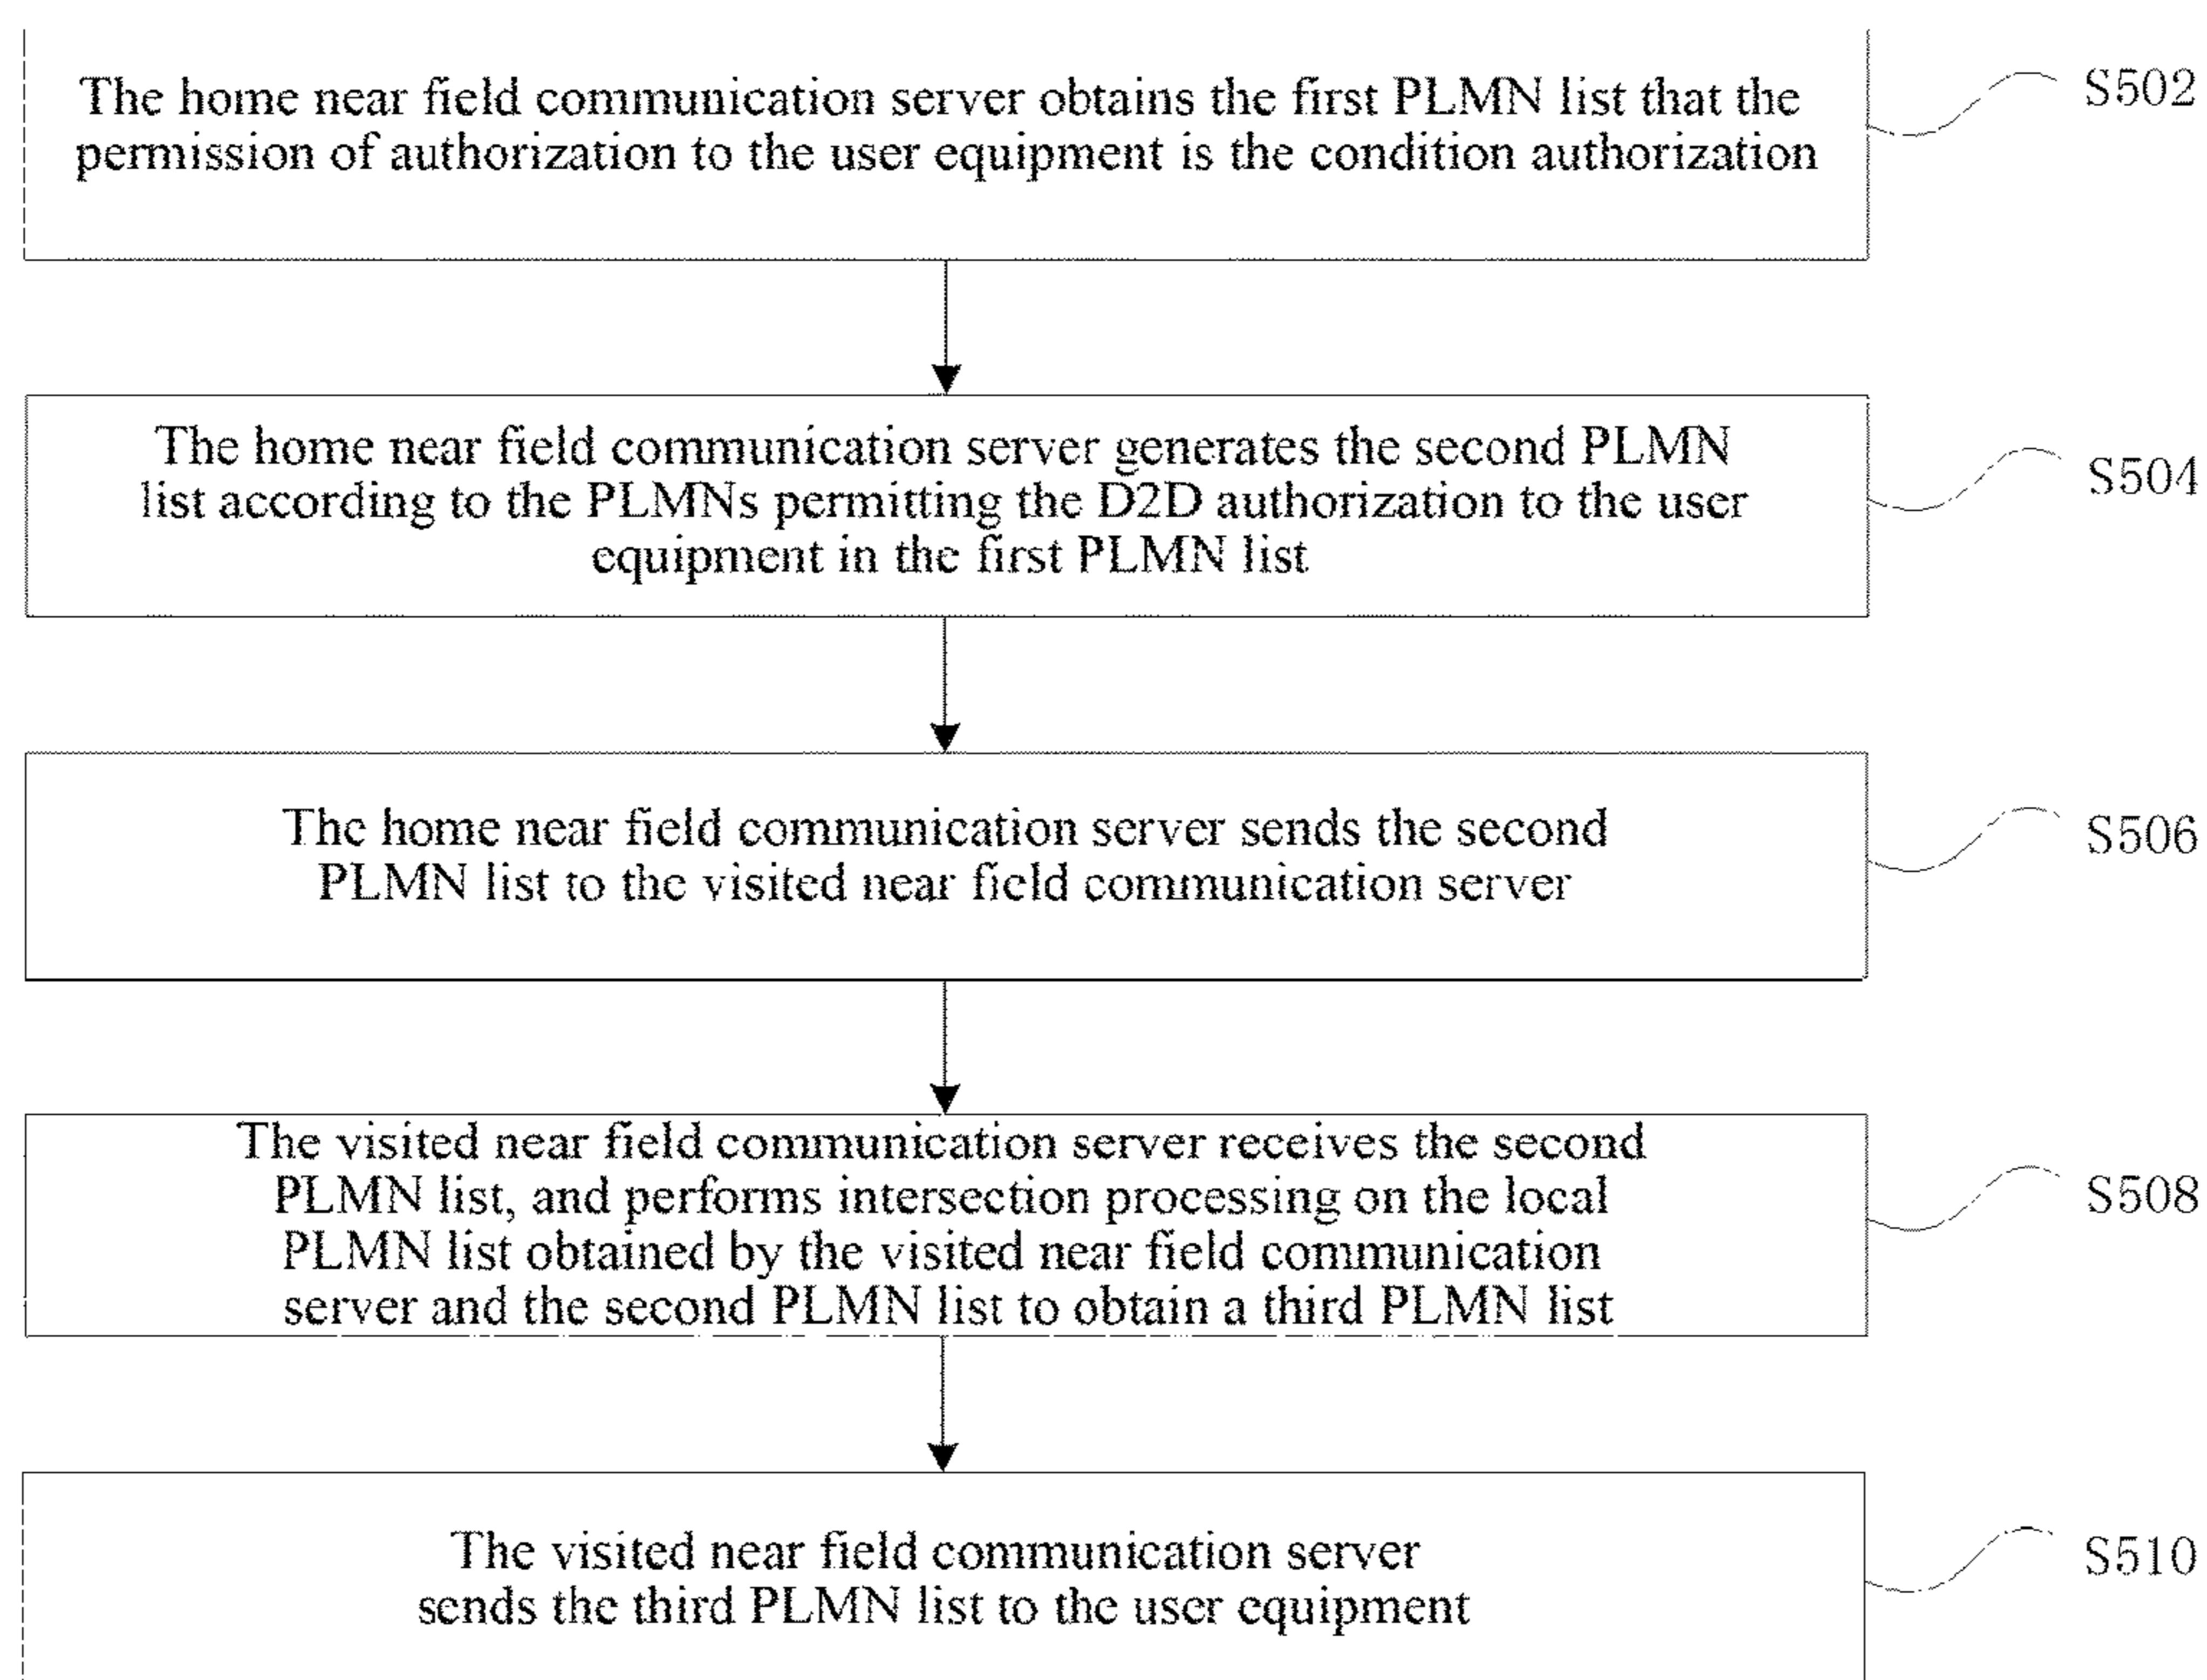 The home near field communication server obtains the first PLMN list that the
permission of authorization to the user equipment is the condition authorization
S502
The home near field communication server generates the second PLMN
list according to the PLMNs permitting the D2D authorization to the user
equipment in the first PLMN list
S504
The home near field communication server sends the second
PLMN list to the visited near field communication server
S506
The visited near field communication server receives the second
PLMN list, and performs intersection processing on the local
PLMN list obtained by the visited near field communication
server and the second PLMN list to obtain a third PLMN list
S508
The visited near field communication server
sends the third PLMN list to the user equipment
S510